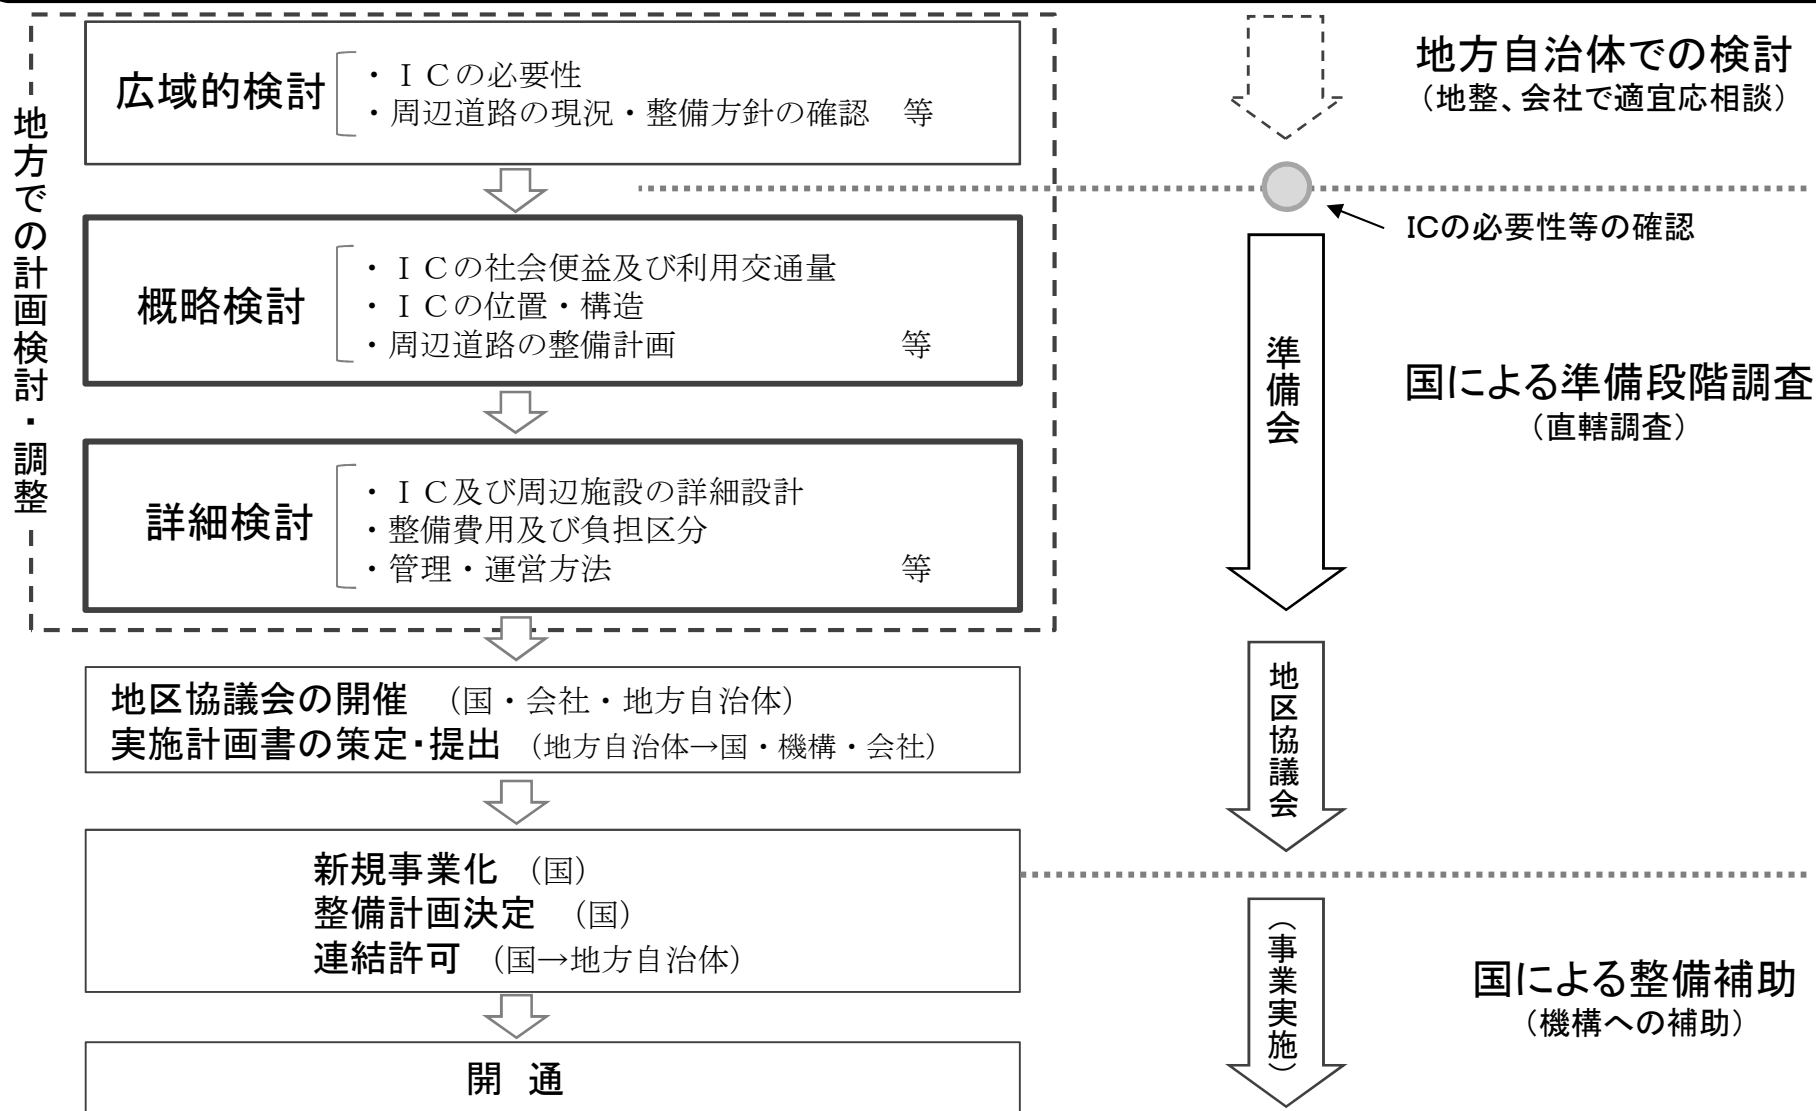 地方での計画検討・調整
広域的検討
・ＩＣの必要性
・周辺道路の現況・整備方針の確認　等
概略検討
・ＩＣの社会便益及び利用交通量
・ＩＣの位置・構造
・周辺道路の整備計画　等
詳細検討
・ＩＣ及び周辺施設の詳細設計
・整備費用及び負担区分
・管理・運営方法　等
地区協議会の開催　（国・会社・地方自治体）
実施計画書の策定・提出　（地方自治体→国・機構・会社）
新規事業化　（国）
整備計画決定　（国）
連結許可　（国→地方自治体）
開　通
地方自治体での検討
（地整、会社で適宜応相談）
ICの必要性等の確認
準備会
国による準備段階調査
（直轄調査）
地区協議会
（事業実施）
国による整備補助
（機構への補助）